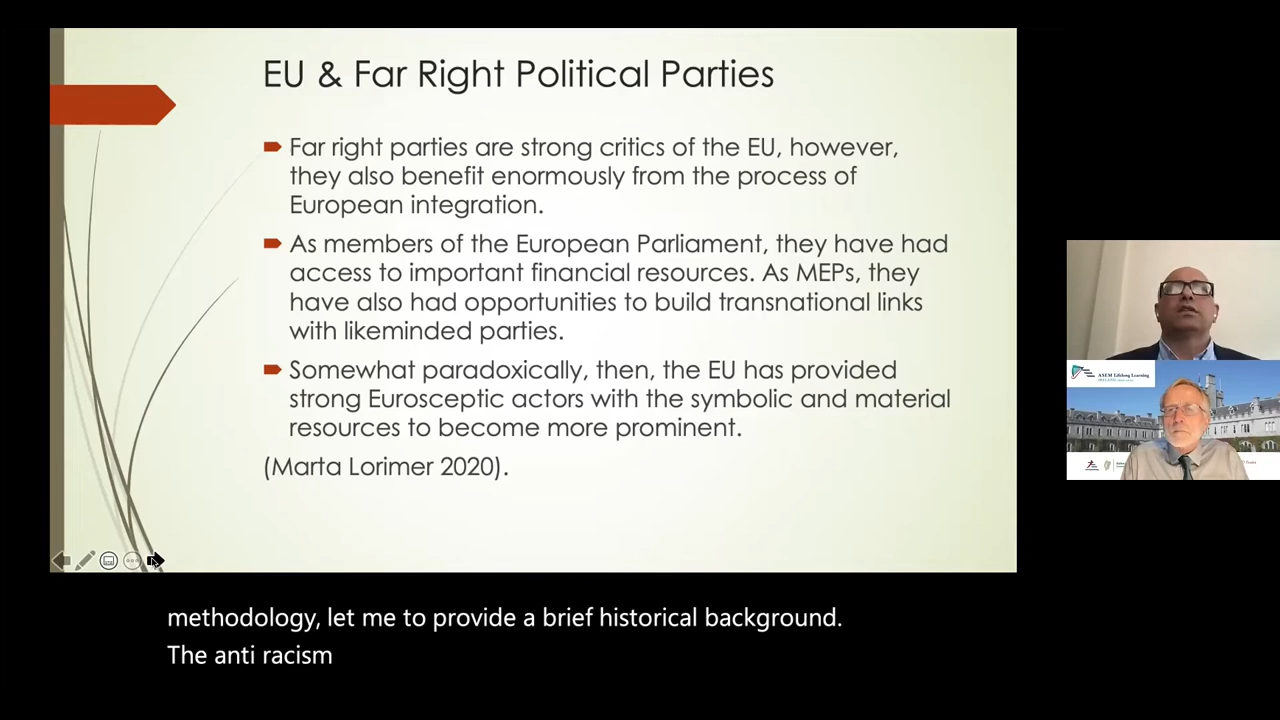 EU & Far Right Political Parties
Far right parties are strong critics of the EU, however,
they also benefit enormously from the process of
European integration.
As members of the European Parliament, they have had
access to important financial resources. As MEPs, they
have also had opportunities to build transnational links
with likeminded parties.
Somewhat paradoxically, then, the EU has provided
strong Eurosceptic actors with the symbolic and material
resources to become more prominent.
(Marta Lorimer 2020).
ASEM Lifelong Learning
methodology, let me to provide a brief historical background.
The anti racism